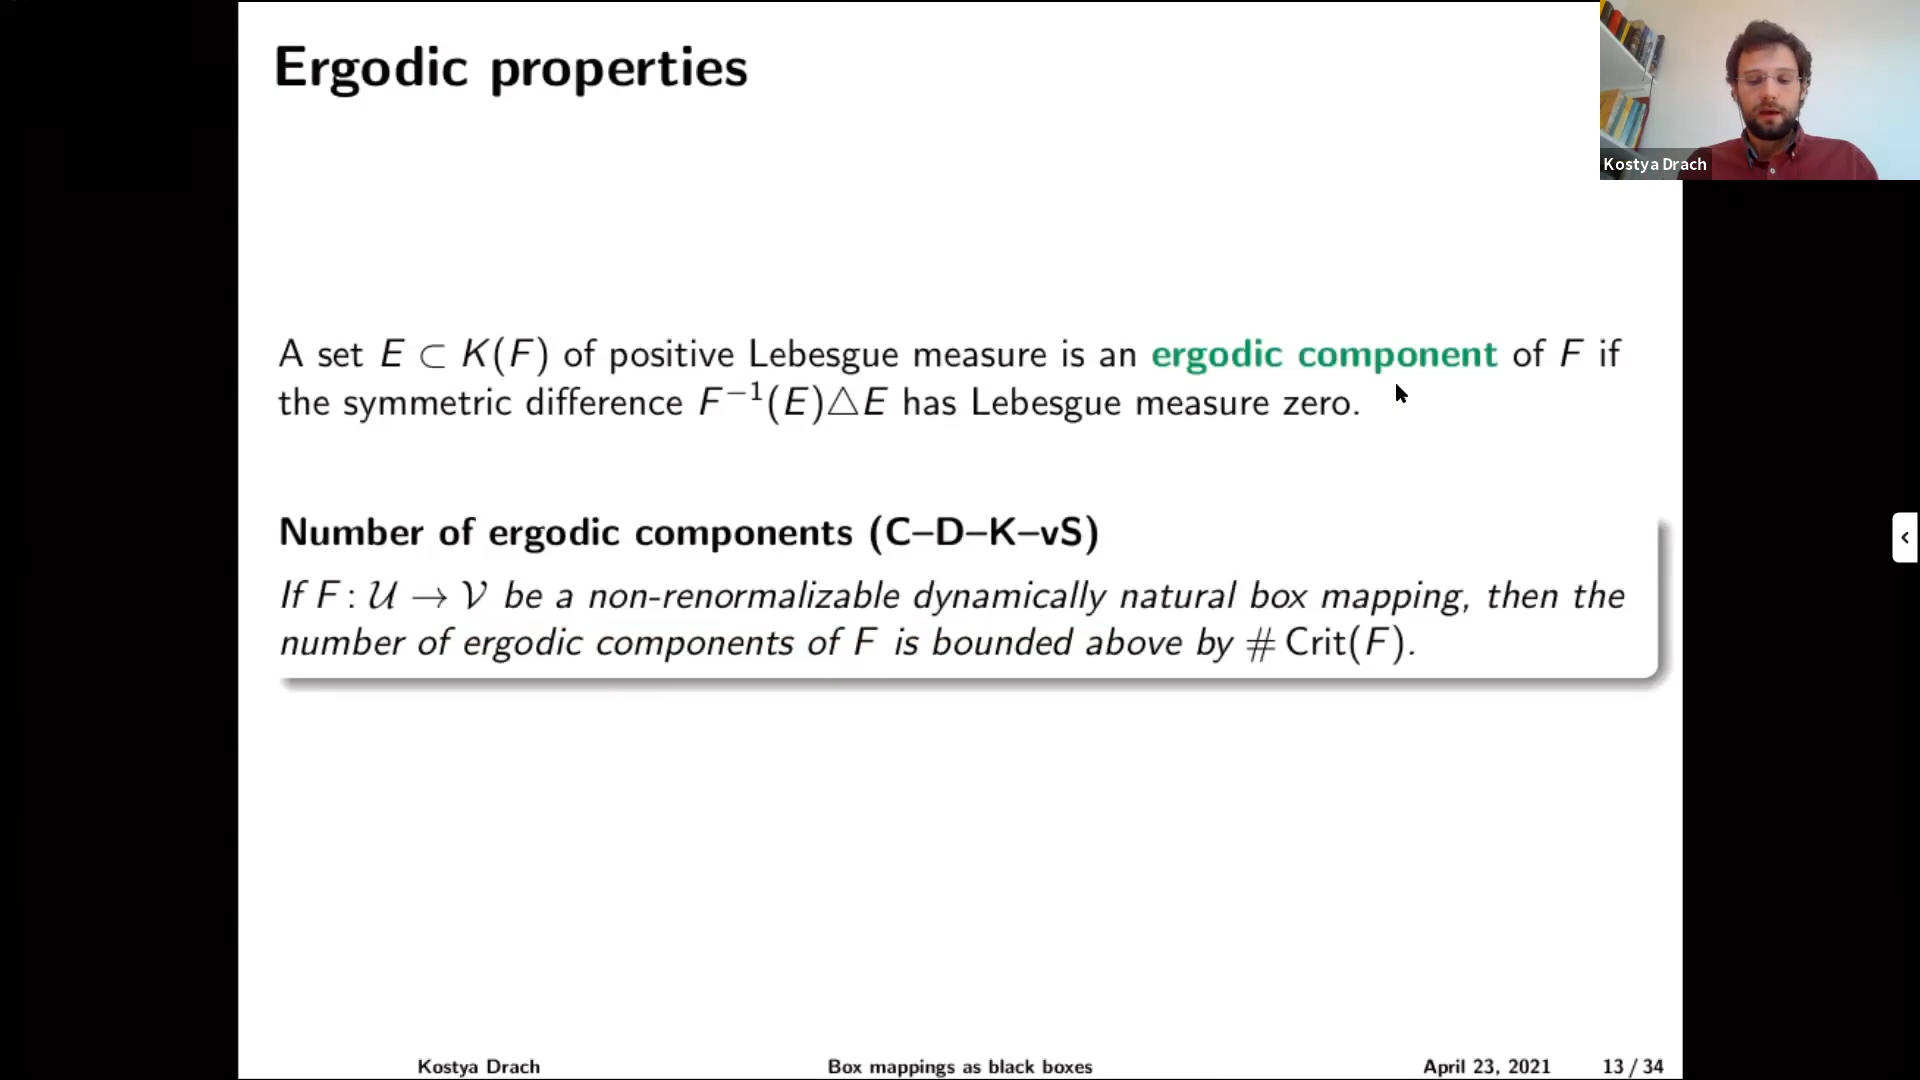 Ergodic properties
Kostya Drach
A set E ⊂ K(F) of positive Lebesgue measure is an ergodic component of F if
the symmetric difference F⁻¹(E)△E has Lebesgue measure zero.
Number of ergodic components (C–D–K–vS)
If F : 𝒰 → 𝒱 be a non-renormalizable dynamically natural box mapping, then the
number of ergodic components of F is bounded above by # Crit(F).
Kostya Drach Box mappings as black boxes April 23, 2021 13 / 34